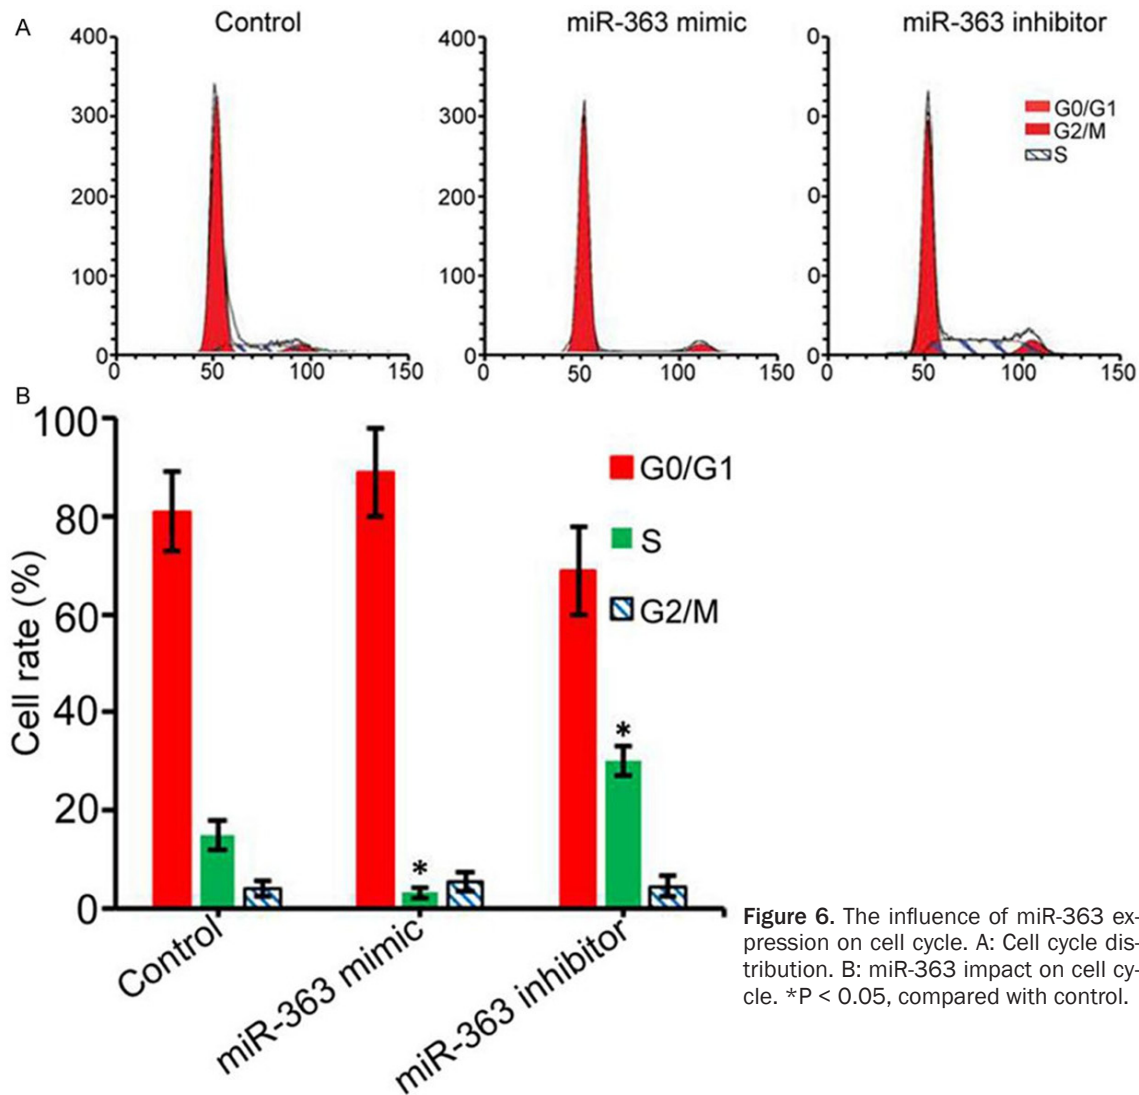 A
Control
miR-363 mimic
miR-363 inhibitor
400
300
200
100
0
0 50 100 150
400
300
200
100
0
0 50 100 150
0
0
0
0
0
0 50 100 150
G0/G1
G2/M
S
B
100
80
60
40
20
0
Cell rate (%)
G0/G1
S
G2/M
*
*
Control
miR-363 mimic
miR-363 inhibitor
Figure 6. The influence of miR-363 ex-
pression on cell cycle. A: Cell cycle dis-
tribution. B: miR-363 impact on cell cy-
cle. *P < 0.05, compared with control.